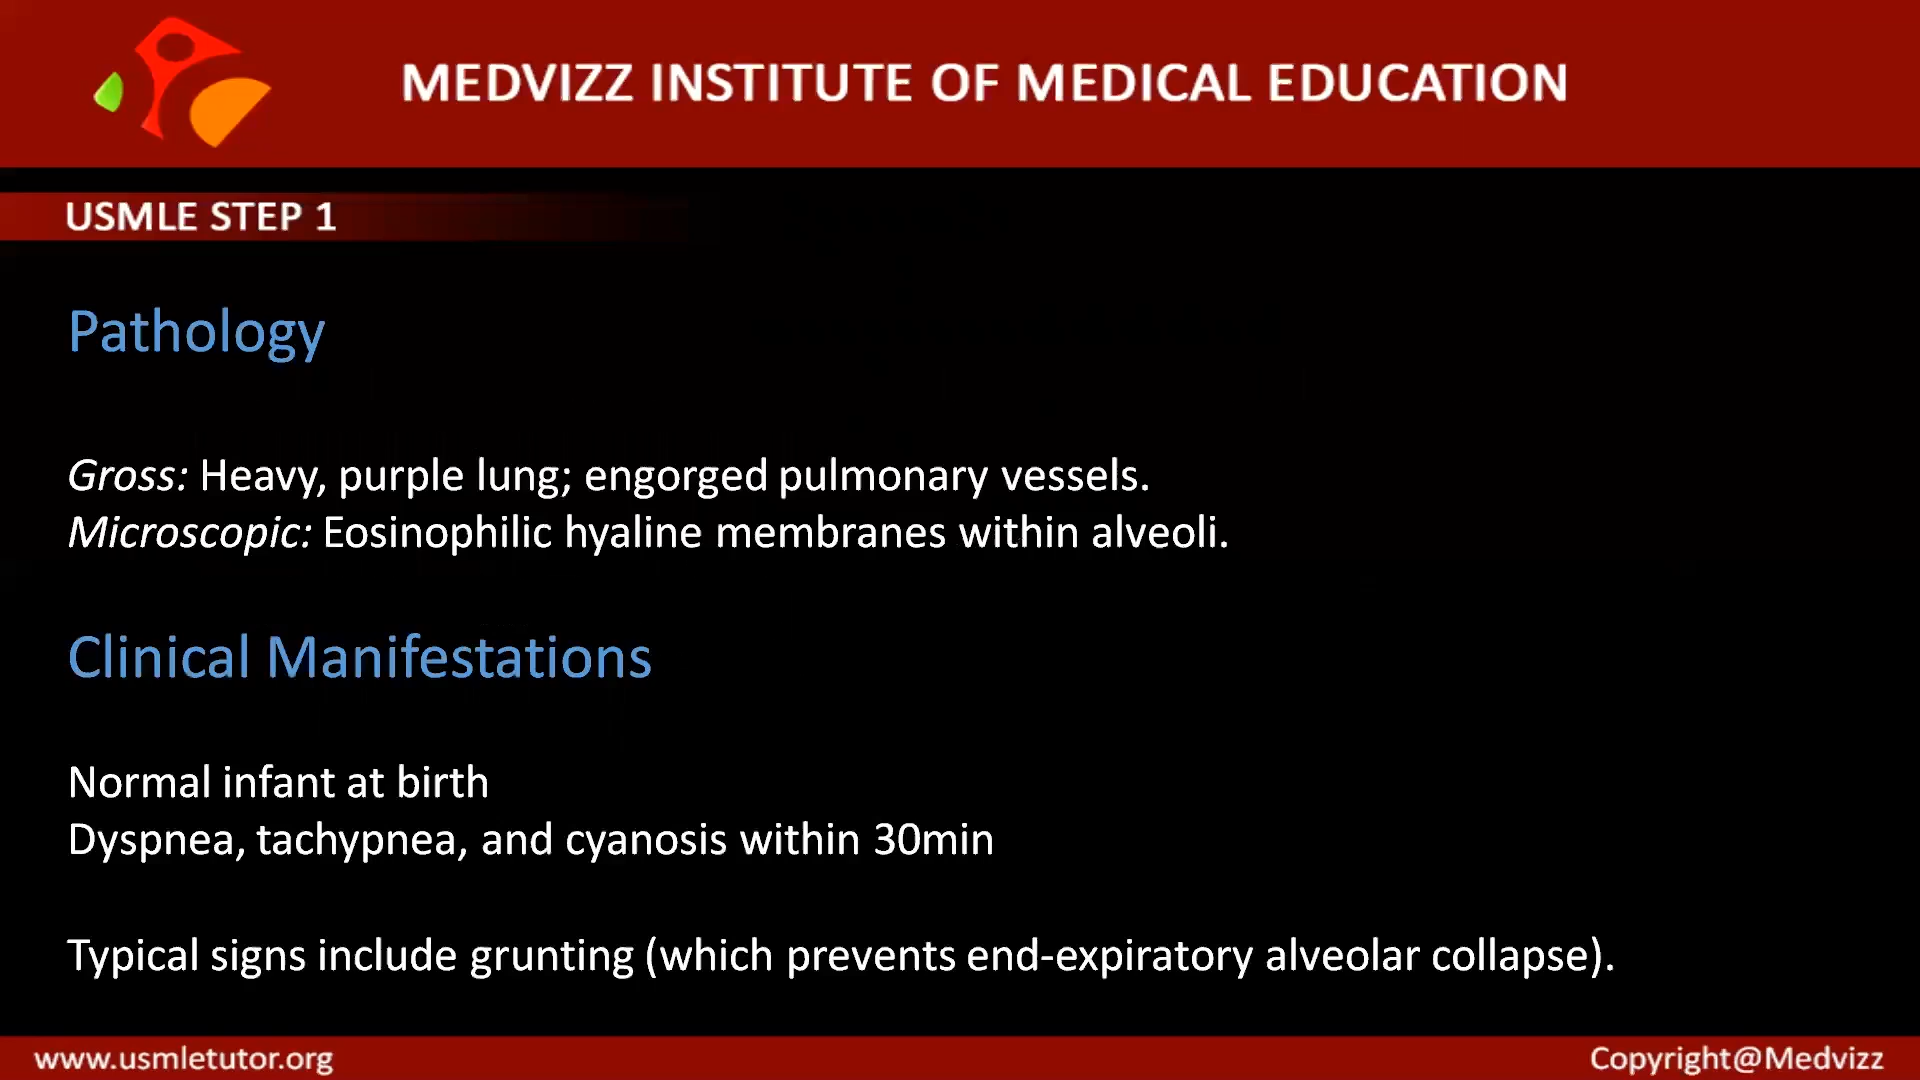 MEDVIZZ INSTITUTE OF MEDICAL EDUCATION
USMLE STEP 1
Pathology
Gross: Heavy, purple lung; engorged pulmonary vessels.
Microscopic: Eosinophilic hyaline membranes within alveoli.
Clinical Manifestations
Normal infant at birth
Dyspnea, tachypnea, and cyanosis within 30min
Typical signs include grunting (which prevents end-expiratory alveolar collapse).
www.usmletutor.org
Copyright@Medvizz